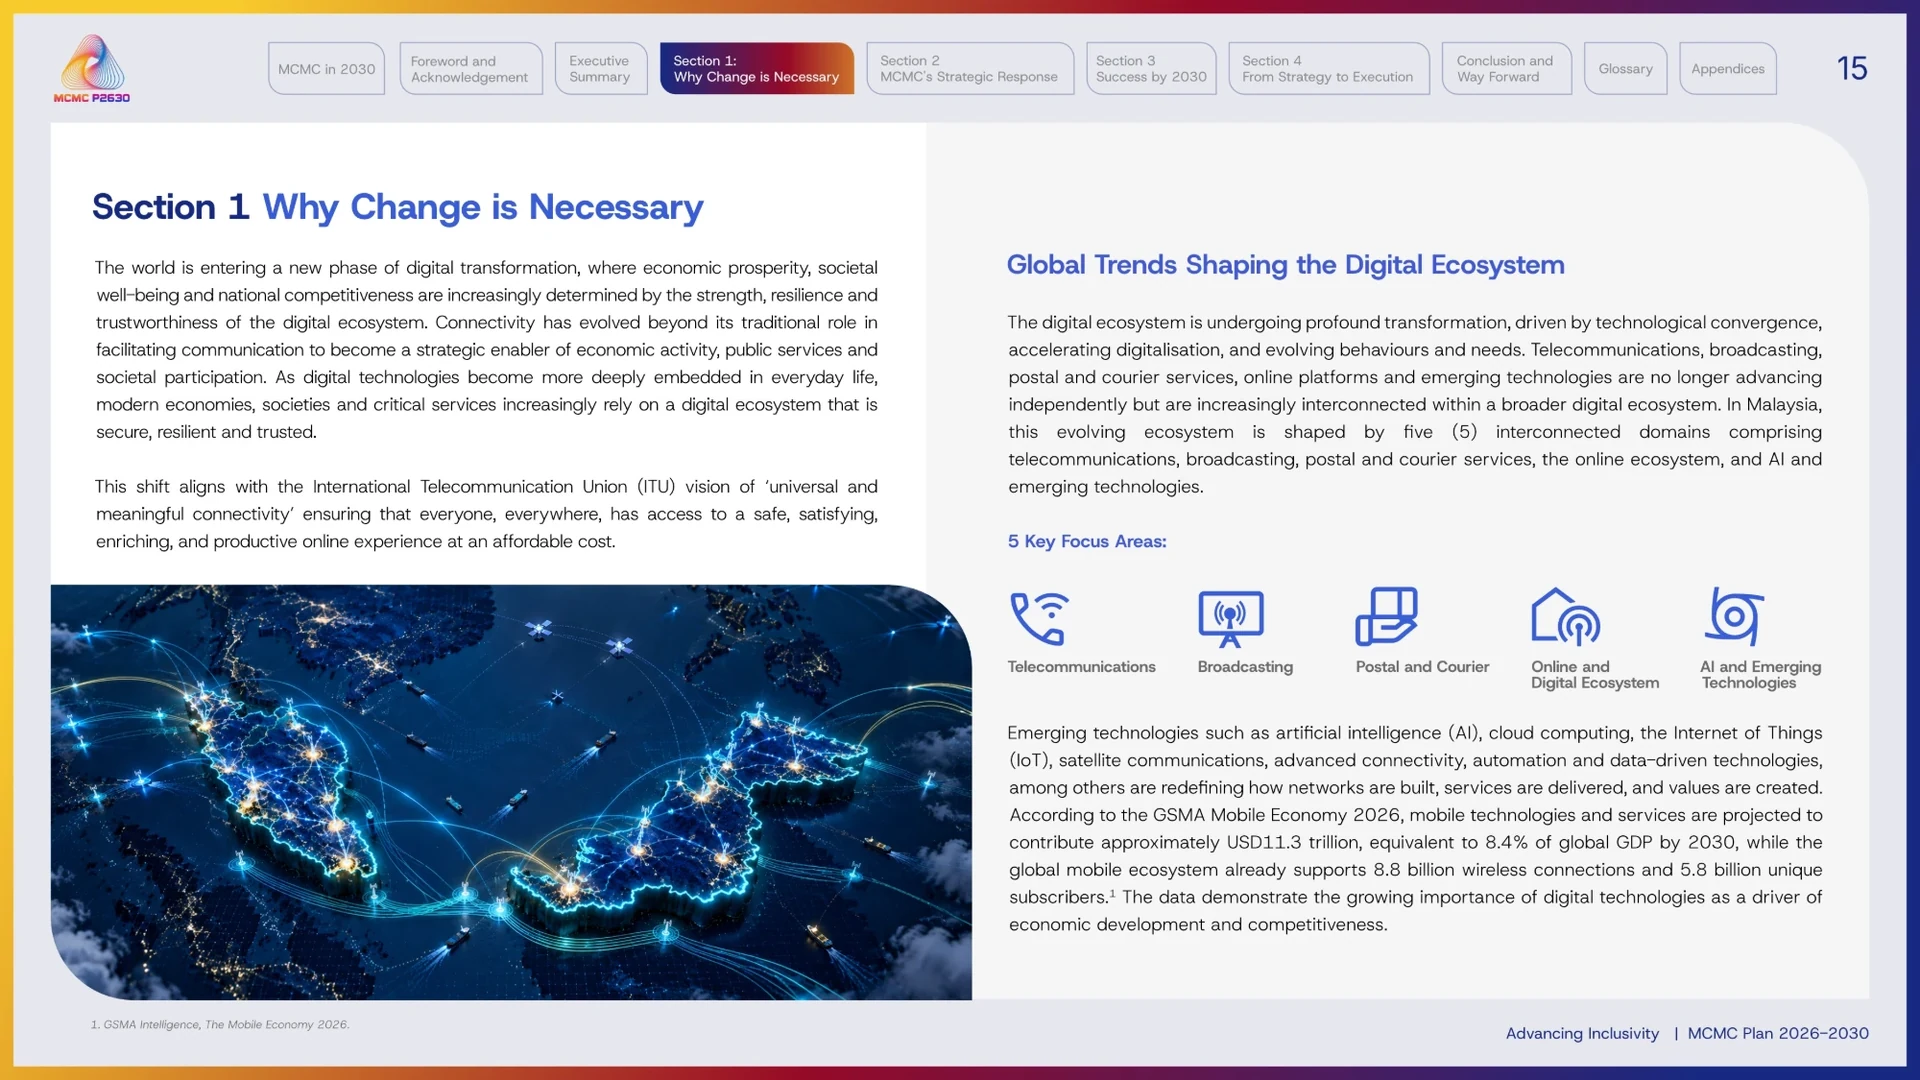 MCMC P2630
MCMC in 2030
Foreword and
Acknowledgement
Executive
Summary
Section 1:
Why Change is Necessary
Section 2
MCMC's Strategic Response
Section 3
Success by 2030
Section 4
From Strategy to Execution
Conclusion and
Way Forward
Glossary
Appendices
15
Section 1 Why Change is Necessary
The world is entering a new phase of digital transformation, where economic prosperity, societal
well-being and national competitiveness are increasingly determined by the strength, resilience and
trustworthiness of the digital ecosystem. Connectivity has evolved beyond its traditional role in
facilitating communication to become a strategic enabler of economic activity, public services and
societal participation. As digital technologies become more deeply embedded in everyday life,
modern economies, societies and critical services increasingly rely on a digital ecosystem that is
secure, resilient and trusted.
This shift aligns with the International Telecommunication Union (ITU) vision of ‘universal and
meaningful connectivity’ ensuring that everyone, everywhere, has access to a safe, satisfying,
enriching, and productive online experience at an affordable cost.
Global Trends Shaping the Digital Ecosystem
The digital ecosystem is undergoing profound transformation, driven by technological convergence,
accelerating digitalisation, and evolving behaviours and needs. Telecommunications, broadcasting,
postal and courier services, online platforms and emerging technologies are no longer advancing
independently but are increasingly interconnected within a broader digital ecosystem. In Malaysia,
this evolving ecosystem is shaped by five (5) interconnected domains comprising
telecommunications, broadcasting, postal and courier services, the online ecosystem, and AI and
emerging technologies.
5 Key Focus Areas:
Telecommunications
Broadcasting
Postal and Courier
Online and
Digital Ecosystem
AI and Emerging
Technologies
Emerging technologies such as artificial intelligence (AI), cloud computing, the Internet of Things
(IoT), satellite communications, advanced connectivity, automation and data-driven technologies,
among others are redefining how networks are built, services are delivered, and values are created.
According to the GSMA Mobile Economy 2026, mobile technologies and services are projected to
contribute approximately USD11.3 trillion, equivalent to 8.4% of global GDP by 2030, while the
global mobile ecosystem already supports 8.8 billion wireless connections and 5.8 billion unique
subscribers.¹ The data demonstrate the growing importance of digital technologies as a driver of
economic development and competitiveness.
1. GSMA Intelligence, The Mobile Economy 2026.
Advancing Inclusivity | MCMC Plan 2026–2030